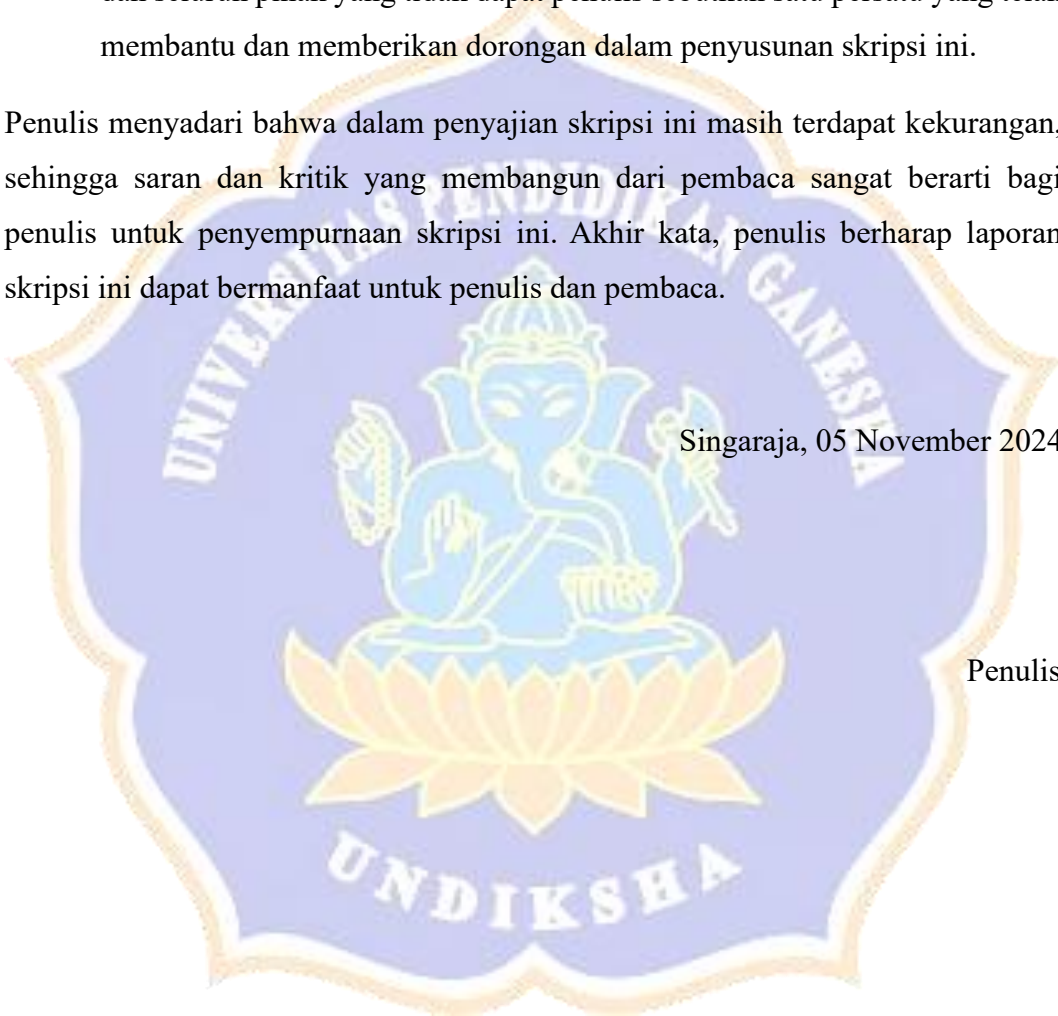 membantu dan memberikan dorongan dalam penyusunan skripsi ini.
Penulis menyadari bahwa dalam penyajian skripsi ini masih terdapat kekurangan,
sehingga saran dan kritik yang membangun dari pembaca sangat berarti bagi
penulis untuk penyempurnaan skripsi ini. Akhir kata, penulis berharap laporan
skripsi ini dapat bermanfaat untuk penulis dan pembaca.
UNIVERSITAS PENDIDIKAN GANESHA
Singaraja, 05 November 2024
Penulis
UNDIKSHA